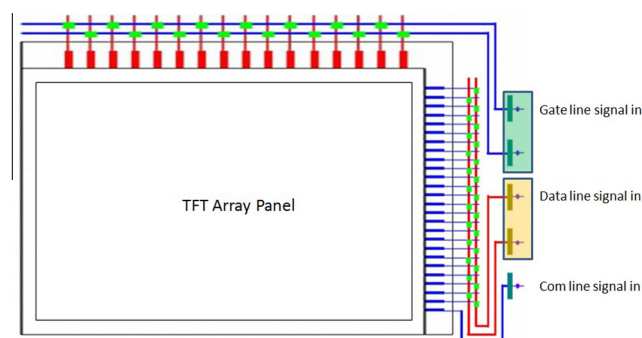 Gate line signal in
Data line signal in
TFT Array Panel
Com line signal in